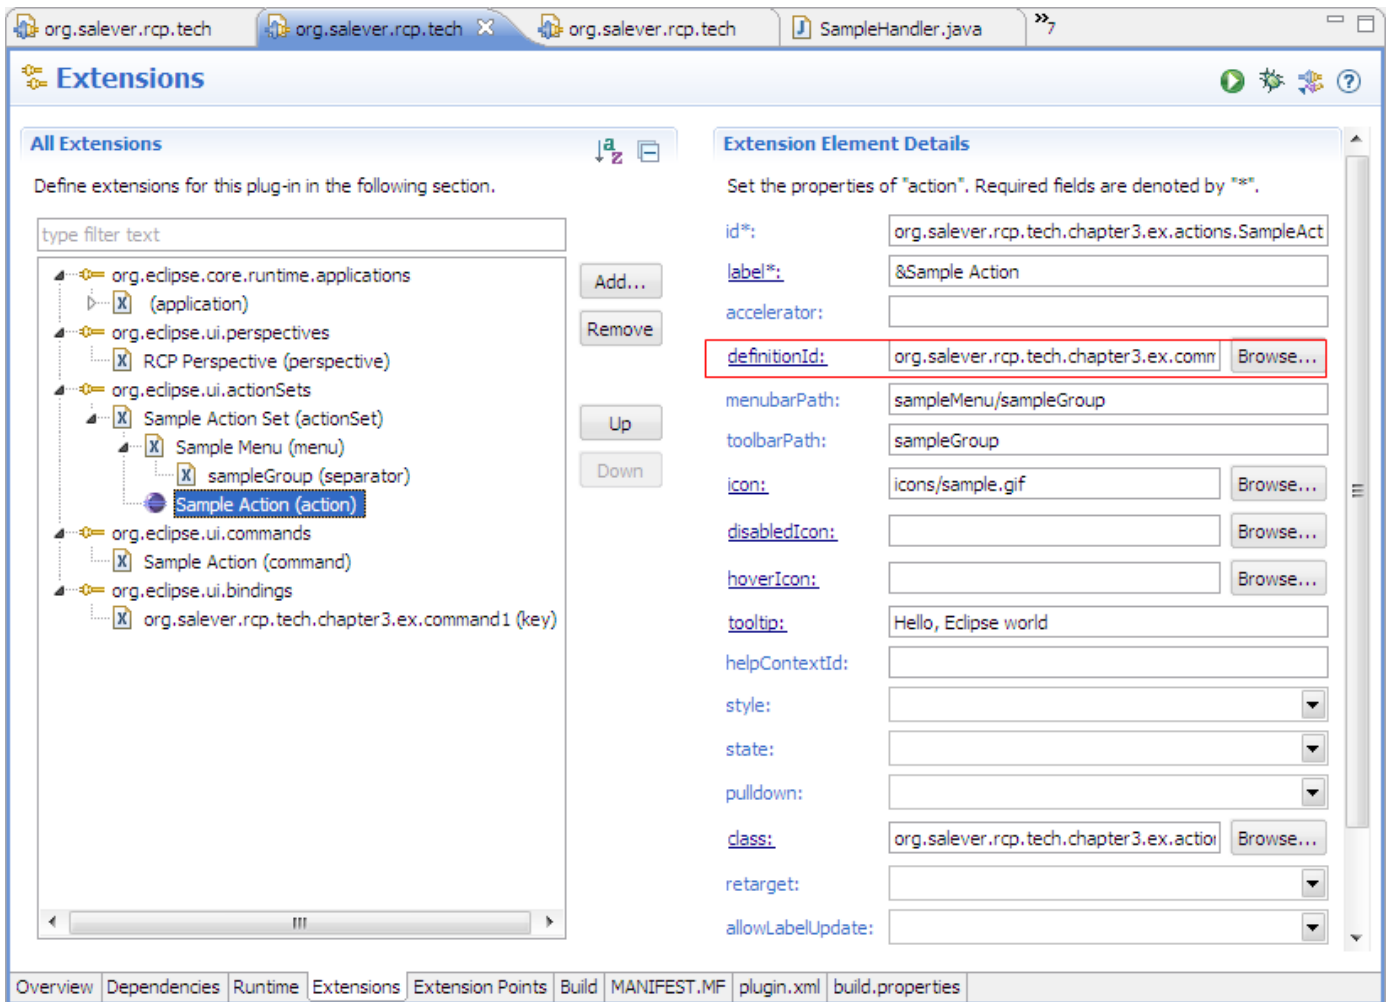 org.salever.rcp.tech
org.salever.rcp.tech
org.salever.rcp.tech
SampleHandler.java
»7
Extensions
All Extensions
Define extensions for this plug-in in the following section.
type filter text
org.eclipse.core.runtime.applications
(application)
org.eclipse.ui.perspectives
RCP Perspective (perspective)
org.eclipse.ui.actionSets
Sample Action Set (actionSet)
Sample Menu (menu)
sampleGroup (separator)
Sample Action (action)
org.eclipse.ui.commands
Sample Action (command)
org.eclipse.ui.bindings
org.salever.rcp.tech.chapter3.ex.command1 (key)
Add...
Remove
Up
Down
Extension Element Details
Set the properties of "action". Required fields are denoted by "*".
id*: org.salever.rcp.tech.chapter3.ex.actions.SampleAct
label*: &Sample Action
accelerator:
definitionId: org.salever.rcp.tech.chapter3.ex.comm Browse...
menubarPath: sampleMenu/sampleGroup
toolbarPath: sampleGroup
icon: icons/sample.gif Browse...
disabledIcon: Browse...
hoverIcon: Browse...
tooltip: Hello, Eclipse world
helpContextId:
style:
state:
pulldown:
class: org.salever.rcp.tech.chapter3.ex.action Browse...
retarget:
allowLabelUpdate:
Overview Dependencies Runtime Extensions Extension Points Build MANIFEST.MF plugin.xml build.properties